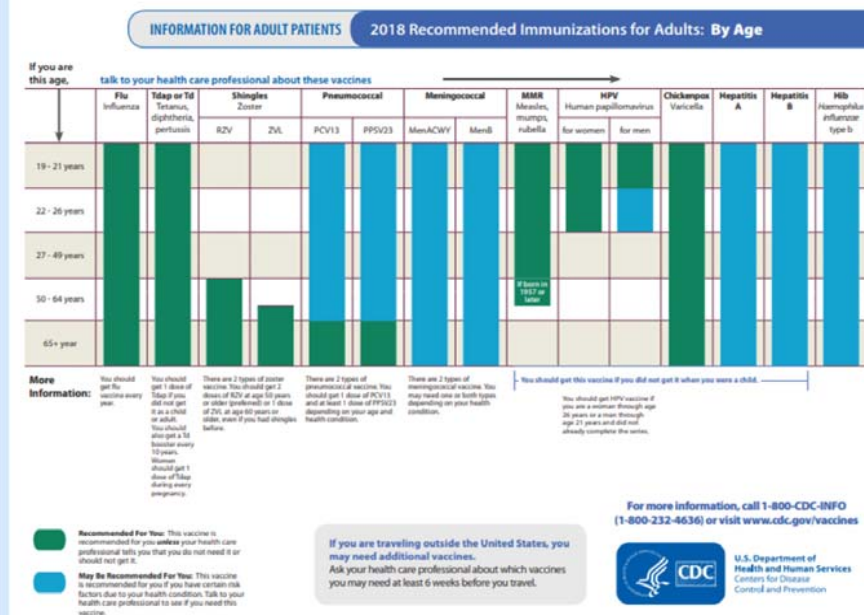 INFORMATION FOR ADULT PATIENTS
2018 Recommended Immunizations for Adults: By Age
If you are
this age,
talk to your health care professional about these vaccines
Flu
Influenza
Tdap or Td
Tetanus,
diphtheria,
pertussis
Shingles
Zoster
RZV
ZVL
Pneumococcal
PCV13
PPSV23
Meningococcal
MenACWY
MenB
MMR
Measles,
mumps,
rubella
HPV
Human papillomavirus
for women
for men
Chickenpox
Varicella
Hepatitis
A
Hepatitis
B
Hib
Haemophilus
influenzae
type b
19 - 21 years
22 - 26 years
27 - 49 years
50 - 64 years
65+ year
If born in
1957 or
later
More
Information:
You should
get flu
vaccine every
year.
You should
get 1 dose of
Tdap if you
did not get
it as a child
or adult.
You should
also get a Td
booster every
10 years.
Women
should get 1
dose of Tdap
during every
pregnancy.
There are 2 types of zoster
vaccine. You should get 2
doses of RZV at age 50 years
or older (preferred) or 1 dose
of ZVL at age 60 years or
older, even if you had shingles
before.
There are 2 types of
pneumococcal vaccine. You
should get 1 dose of PCV13
and at least 1 dose of PPSV23
depending on your age and
health condition.
There are 2 types of
meningococcal vaccine. You
may need one or both types
depending on your health
condition.
You should get this vaccine if you did not get it when you were a child.
You should get HPV vaccine if
you are a woman through age
26 years or a man through
age 21 years and did not
already complete the series.
Recommended For You: This vaccine is
recommended for you unless your health care
professional tells you that you do not need it or
should not get it.
May Be Recommended For You: This vaccine
is recommended for you if you have certain risk
factors due to your health condition. Talk to your
health care professional to see if you need this
vaccine.
If you are traveling outside the United States, you
may need additional vaccines.
Ask your health care professional about which vaccines
you may need at least 6 weeks before you travel.
For more information, call 1-800-CDC-INFO
(1-800-232-4636) or visit www.cdc.gov/vaccines
CDC
U.S. Department of
Health and Human Services
Centers for Disease
Control and Prevention